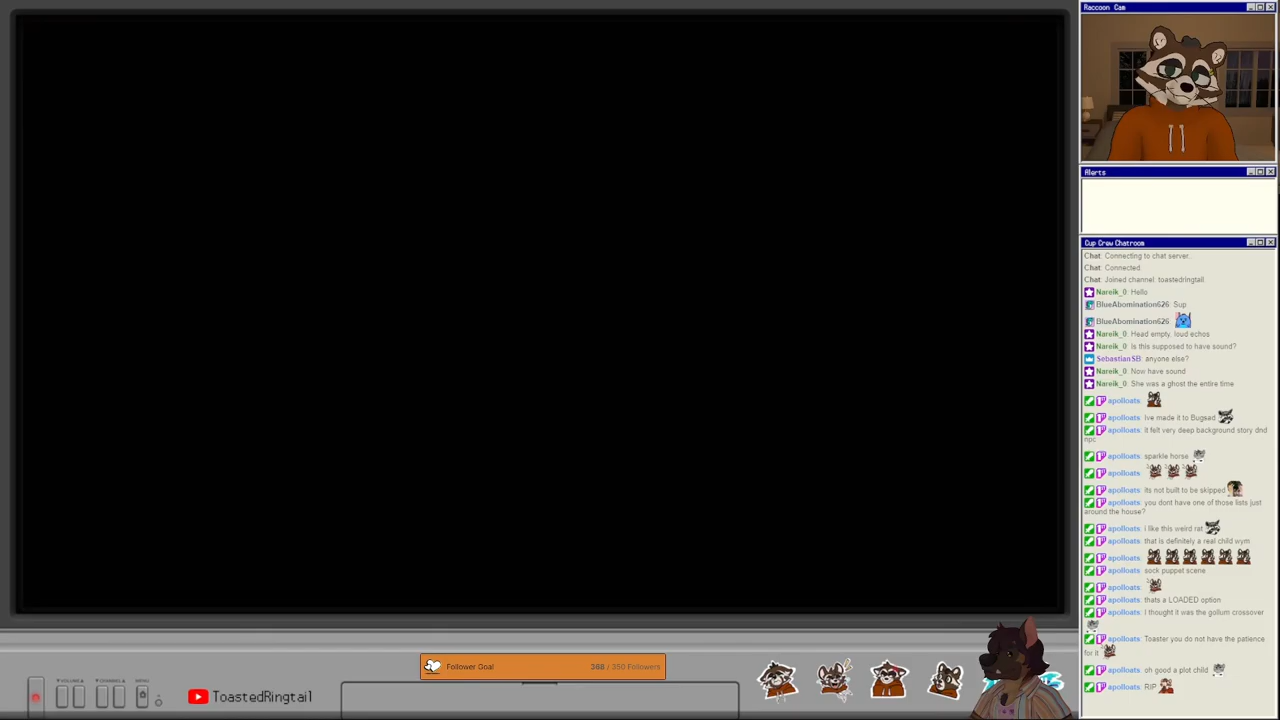 Raccoon Cam
Alerts
Cup Crew Chatroom
Chat: Connecting to chat server.
Chat: Connected.
Chat: Joined channel: toastedringtail
Nareik_0: Hello
BlueAbomination626: Sup
BlueAbomination626:
Nareik_0: Head empty, loud echos
Nareik_0: Is this supposed to have sound?
SebastianSB: anyone else?
Nareik_0: Now have sound
Nareik_0: She was a ghost the entire time
apolloats:
apolloats: Ive made it to Bugsad
apolloats: it felt very deep background story dnd
npc
apolloats: sparkle horse
apolloats:
apolloats: its not built to be skipped
apolloats: you dont have one of those lists just
around the house?
apolloats: i like this weird rat
apolloats: that is definitely a real child wym
apolloats:
apolloats: sock puppet scene
apolloats:
apolloats: thats a LOADED option
apolloats: I thought it was the gollum crossover
apolloats: Toaster you do not have the patience
for it
apolloats: oh good a plot child
apolloats: RIP
Follower Goal 368 / 350 Followers
VOLUME CHANNEL MENU
ToastedRingtail